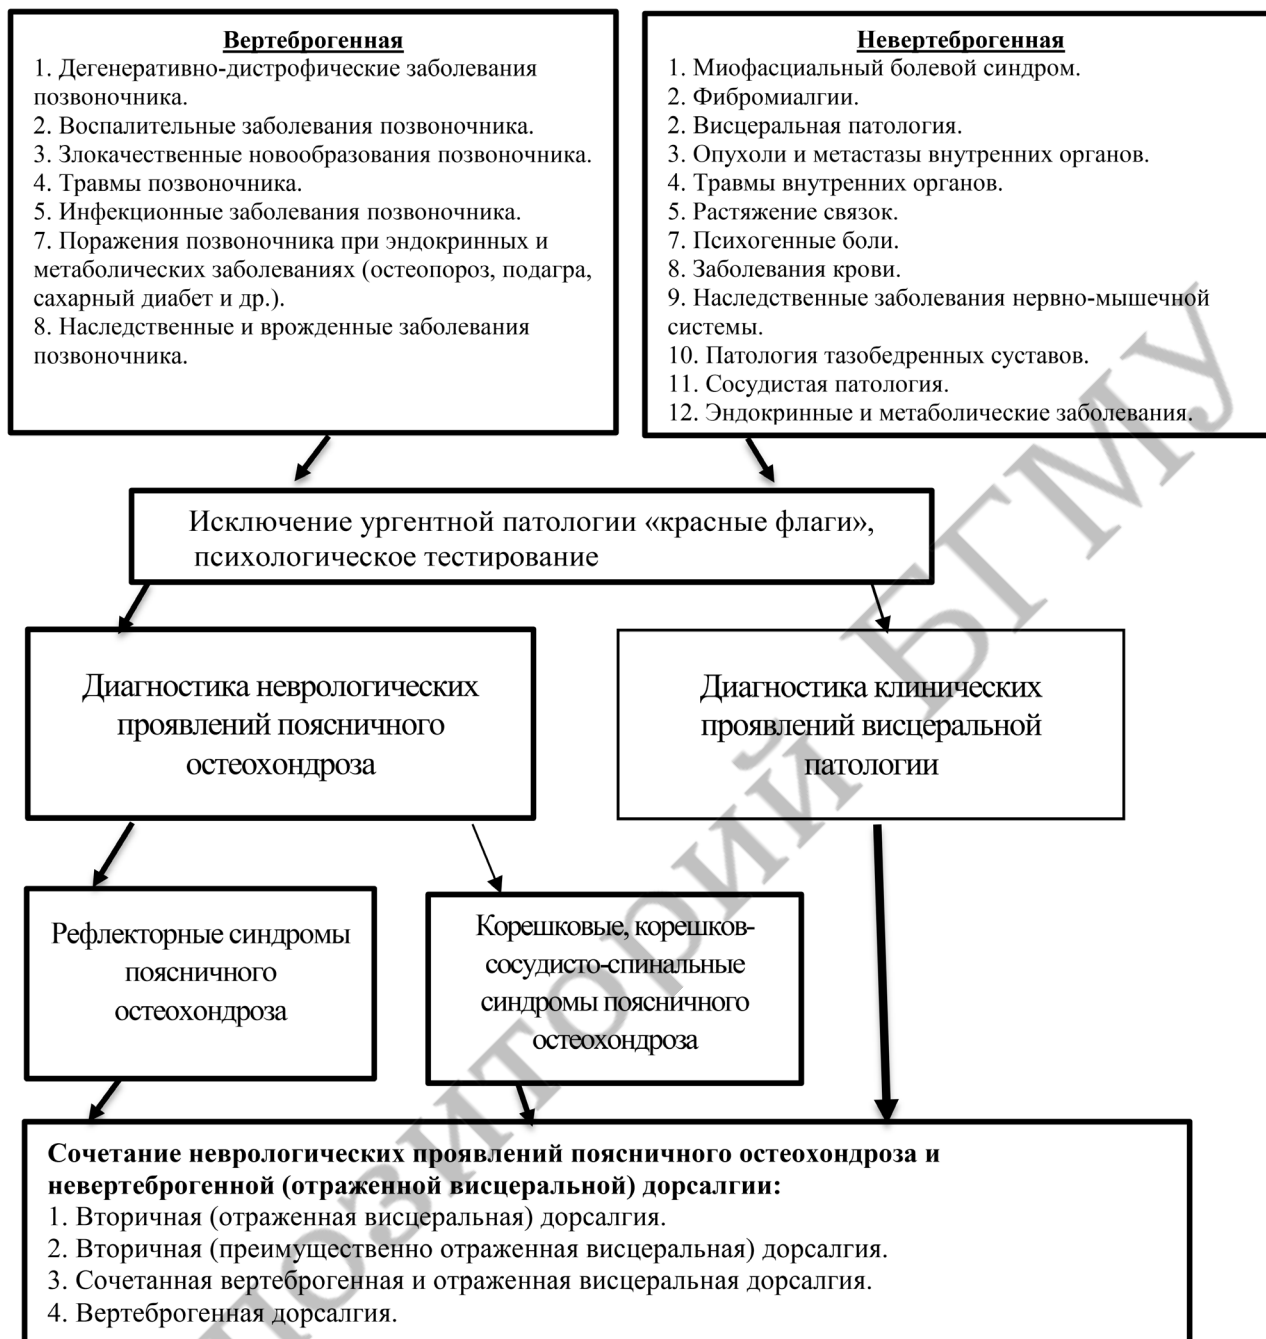 Вертеброгенная
1. Дегенеративно-дистрофические заболевания
позвоночника.
2. Воспалительные заболевания позвоночника.
3. Злокачественные новообразования позвоночника.
4. Травмы позвоночника.
5. Инфекционные заболевания позвоночника.
7. Поражения позвоночника при эндокринных и
метаболических заболеваниях (остеопороз, подагра,
сахарный диабет и др.).
8. Наследственные и врожденные заболевания
позвоночника.
Невертеброгенная
1. Миофасциальный болевой синдром.
2. Фибромиалгии.
2. Висцеральная патология.
3. Опухоли и метастазы внутренних органов.
4. Травмы внутренних органов.
5. Растяжение связок.
7. Психогенные боли.
8. Заболевания крови.
9. Наследственные заболевания нервно-мышечной
системы.
10. Патология тазобедренных суставов.
11. Сосудистая патология.
12. Эндокринные и метаболические заболевания.
Исключение ургентной патологии «красные флаги»,
психологическое тестирование
Диагностика неврологических
проявлений поясничного
остеохондроза
Диагностика клинических
проявлений висцеральной
патологии
Рефлекторные синдромы
поясничного
остеохондроза
Корешковые, корешков-
сосудисто-спинальные
синдромы поясничного
остеохондроза
Сочетание неврологических проявлений поясничного остеохондроза и
невертеброгенной (отраженной висцеральной) дорсалгии:
1. Вторичная (отраженная висцеральная) дорсалгия.
2. Вторичная (преимущественно отраженная висцеральная) дорсалгия.
3. Сочетанная вертеброгенная и отраженная висцеральная дорсалгия.
4. Вертеброгенная дорсалгия.
позиторий БГМУ